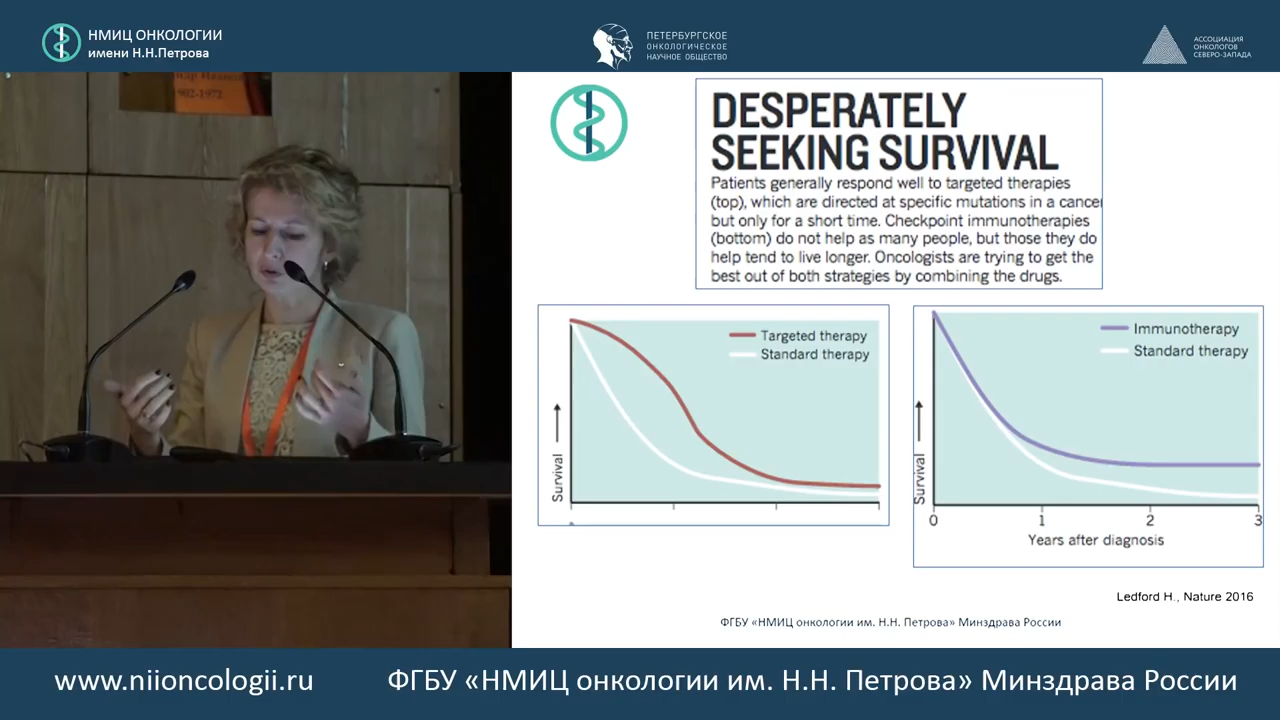 НМИЦ ОНКОЛОГИИ
имени Н.Н.Петрова
ПЕТЕРБУРГСКОЕ
ОНКОЛОГИЧЕСКОЕ
НАУЧНОЕ ОБЩЕСТВО
АССОЦИАЦИЯ
ОНКОЛОГОВ
СЕВЕРО-ЗАПАДА
DESPERATELY
SEEKING SURVIVAL
Patients generally respond well to targeted therapies
(top), which are directed at specific mutations in a cancer
but only for a short time. Checkpoint immunotherapies
(bottom) do not help as many people, but those they do
help tend to live longer. Oncologists are trying to get the
best out of both strategies by combining the drugs.
Targeted therapy
Standard therapy
Survival
Immunotherapy
Standard therapy
Survival
0 1 2 3
Years after diagnosis
Ledford H., Nature 2016
ФГБУ «НМИЦ онкологии им. Н.Н. Петрова» Минздрава России
www.niioncologii.ru
ФГБУ «НМИЦ онкологии им. Н.Н. Петрова» Минздрава России